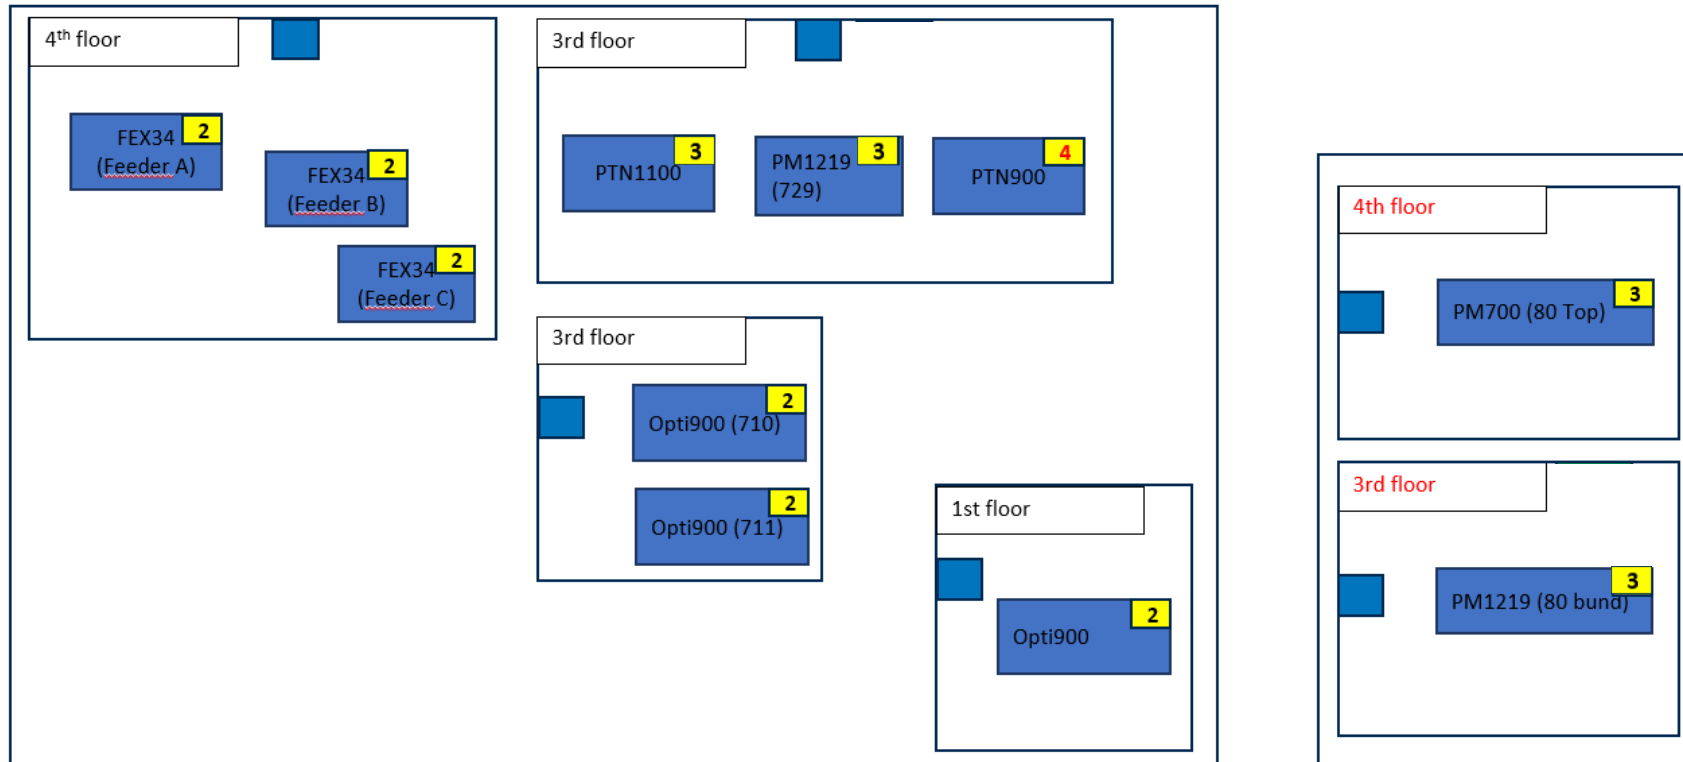 4th floor
FEX34
(Feeder A)
2
FEX34
(Feeder B)
2
FEX34
(Feeder C)
2
3rd floor
PTN1100
3
PM1219
(729)
3
PTN900
4
3rd floor
Opti900 (710)
2
Opti900 (711)
2
1st floor
Opti900
2
4th floor
PM700 (80 Top)
3
3rd floor
PM1219 (80 bund)
3